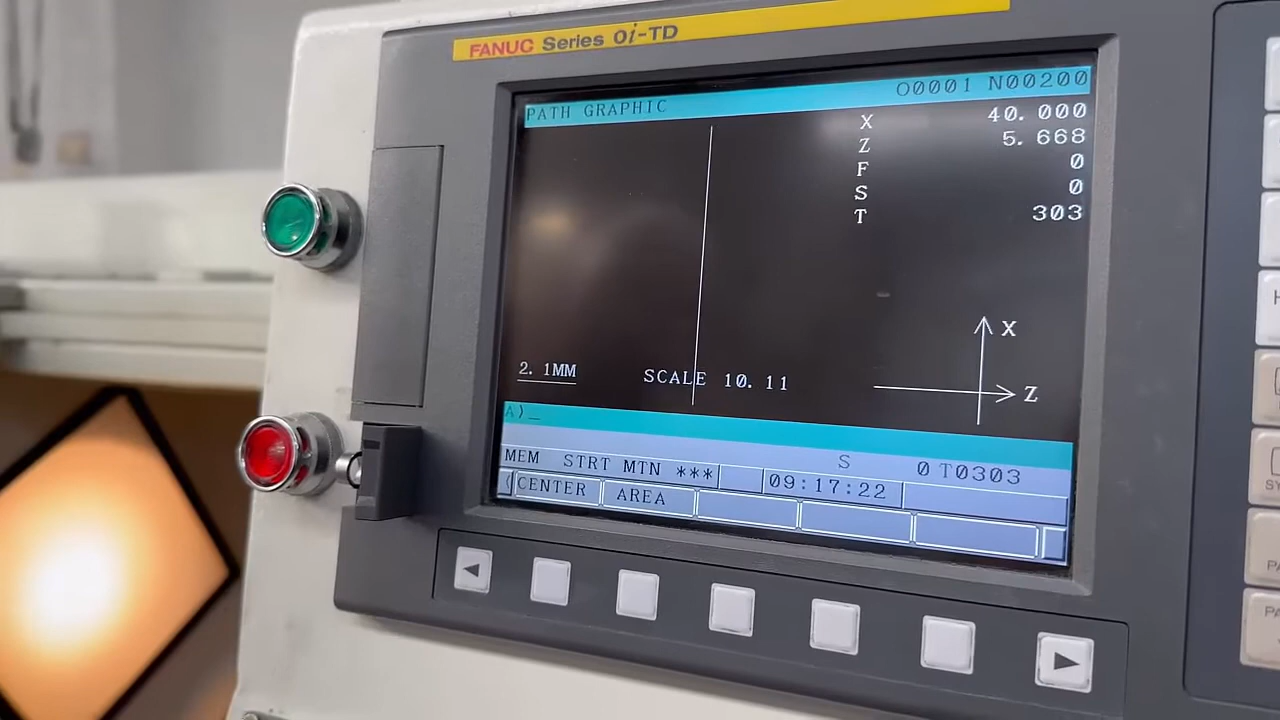 FANUC Series 0i-TD
PATH GRAPHIC O0001 N00200
X 40. 000
Z 5. 668
F 0
S 0
T 303
X
Z
2. 1MM SCALE 10. 11
A)_
S 0 T0303
MEM STRT MTN *** 09:17:22
(CENTER AREA